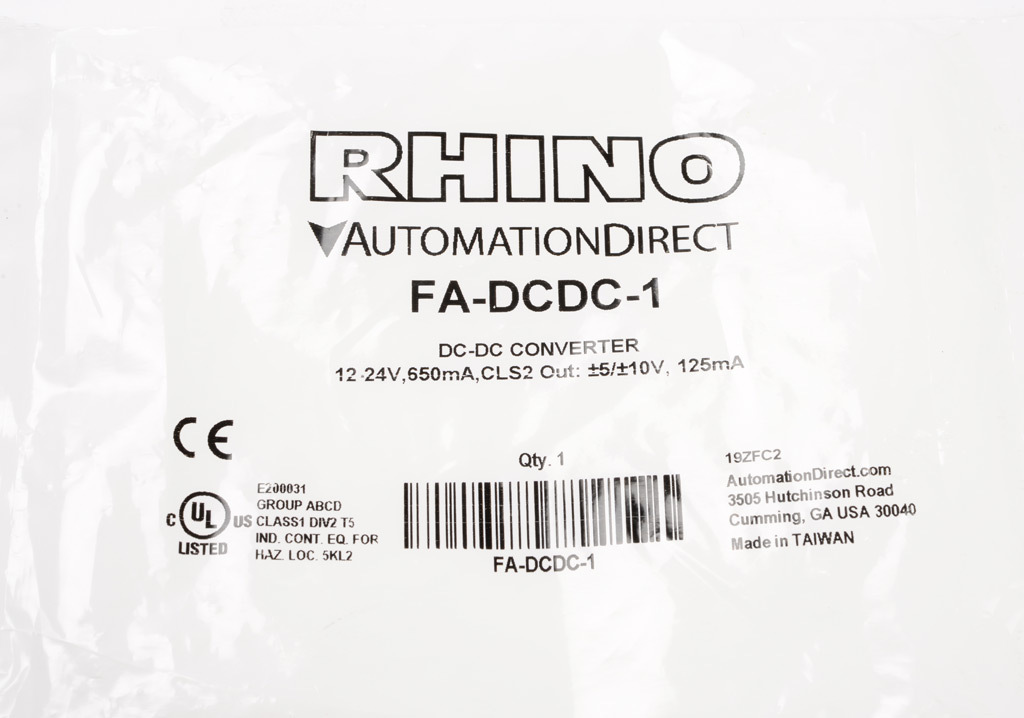 RHINO
AUTOMATIONDIRECT
FA-DCDC-1
DC-DC CONVERTER
12-24V,650mA,CLS2 Out: ±5/±10V, 125mA
CE
Qty. 1
19ZFC2
AutomationDirect.com
3505 Hutchinson Road
Cumming, GA USA 30040
Made in TAIWAN
C UL US
LISTED
E200031
GROUP ABCD
CLASS1 DIV2 T5
IND. CONT. EQ. FOR
HAZ. LOC. 5KL2
FA-DCDC-1